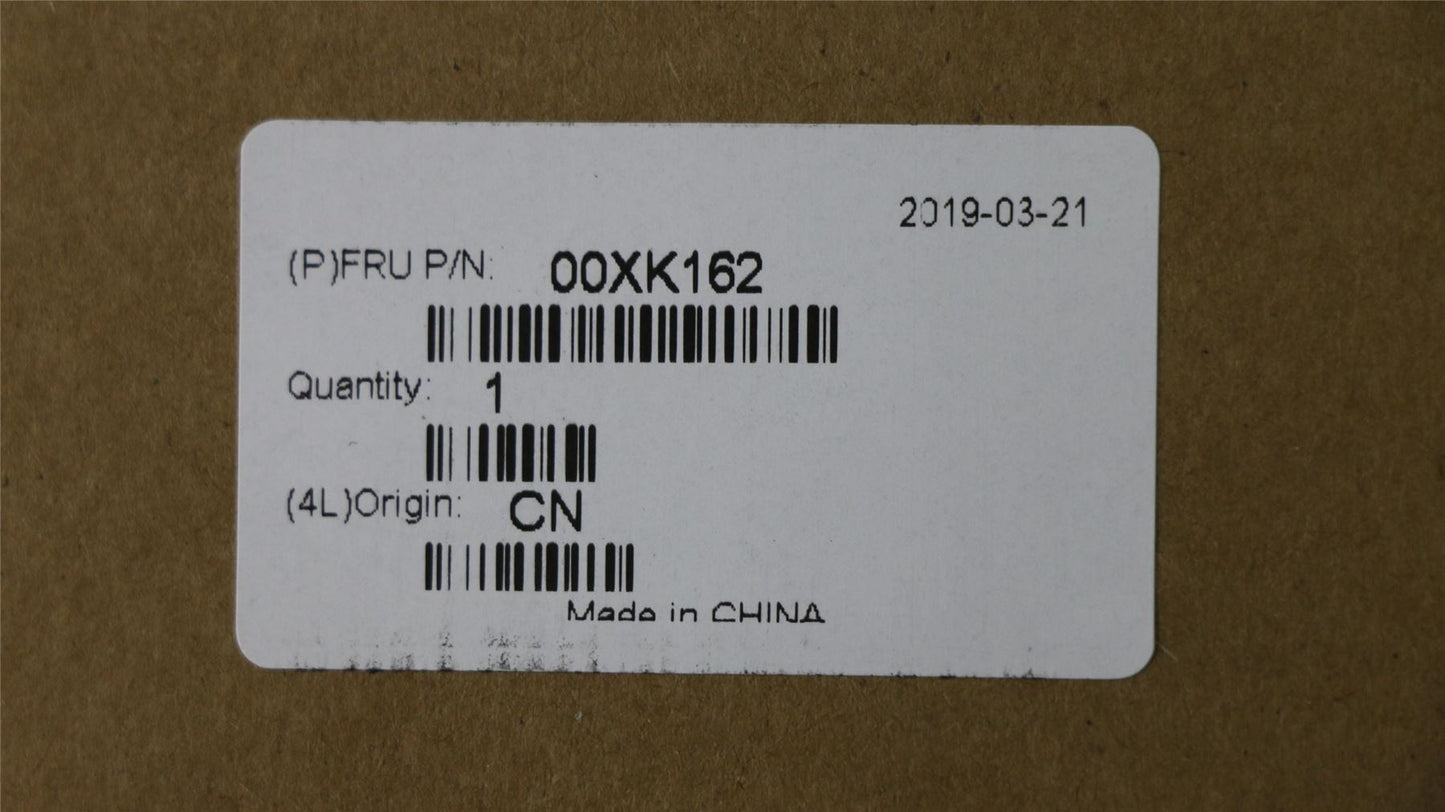 2019-03-21
(P)FRU P/N: 00XK162
Quantity: 1
(4L)Origin: CN
Made in CHINA